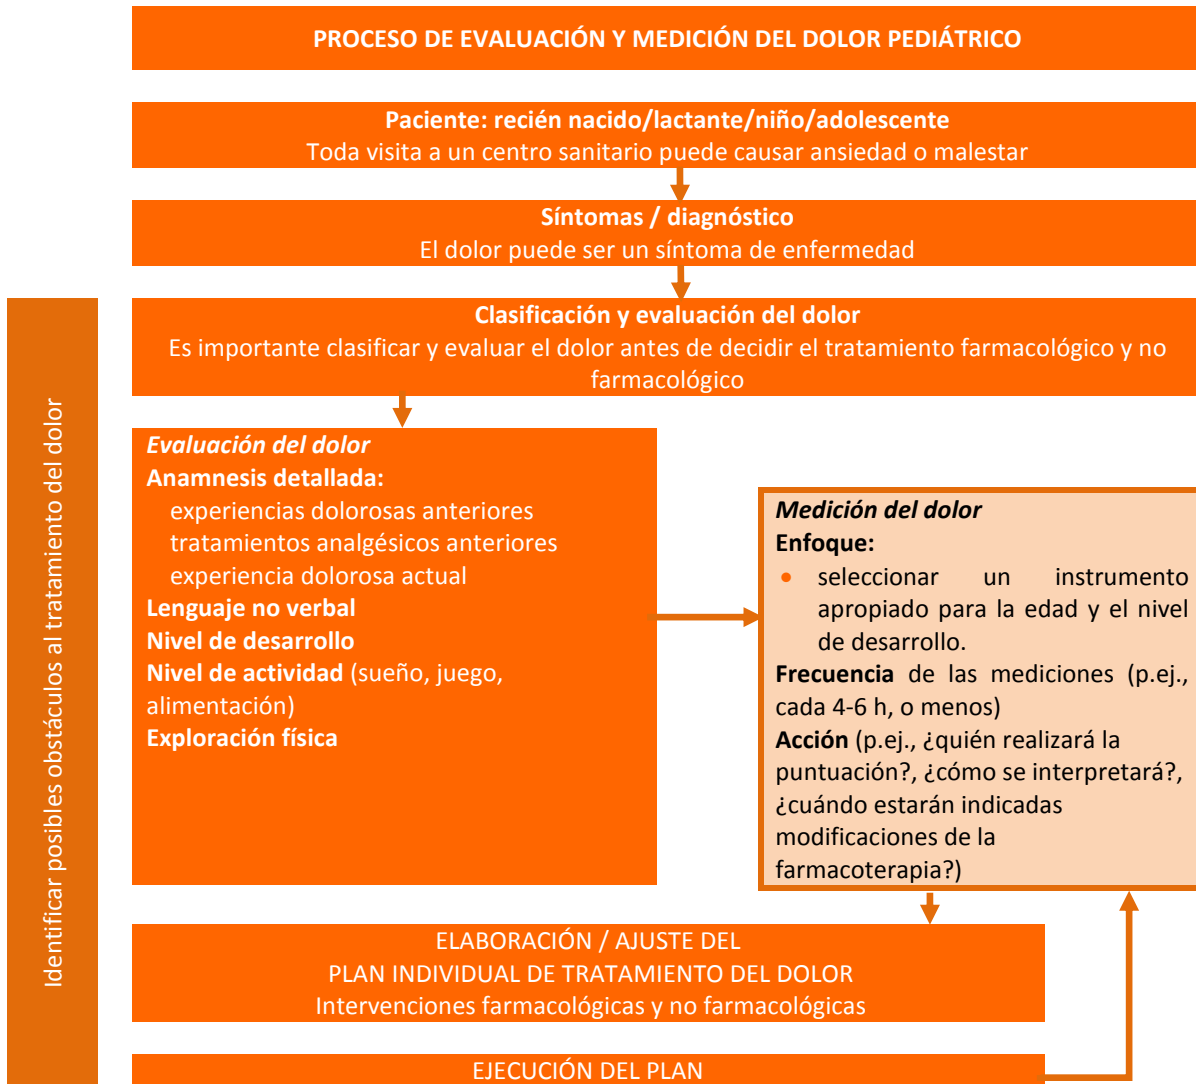 PROCESO DE EVALUACIÓN Y MEDICIÓN DEL DOLOR PEDIÁTRICO
Paciente: recién nacido/lactante/niño/adolescente
Toda visita a un centro sanitario puede causar ansiedad o malestar
Síntomas / diagnóstico
El dolor puede ser un síntoma de enfermedad
Identificar posibles obstáculos al tratamiento del dolor
Clasificación y evaluación del dolor
Es importante clasificar y evaluar el dolor antes de decidir el tratamiento farmacológico y no
farmacológico
Evaluación del dolor
Anamnesis detallada:
experiencias dolorosas anteriores
tratamientos analgésicos anteriores
experiencia dolorosa actual
Lenguaje no verbal
Nivel de desarrollo
Nivel de actividad (sueño, juego,
alimentación)
Exploración física
Medición del dolor
Enfoque:
• seleccionar un instrumento
apropiado para la edad y el nivel
de desarrollo.
Frecuencia de las mediciones (p.ej.,
cada 4-6 h, o menos)
Acción (p.ej., ¿quién realizará la
puntuación?, ¿cómo se interpretará?,
¿cuándo estarán indicadas
modificaciones de la
farmacoterapia?)
ELABORACIÓN / AJUSTE DEL
PLAN INDIVIDUAL DE TRATAMIENTO DEL DOLOR
Intervenciones farmacológicas y no farmacológicas
EJECUCIÓN DEL PLAN